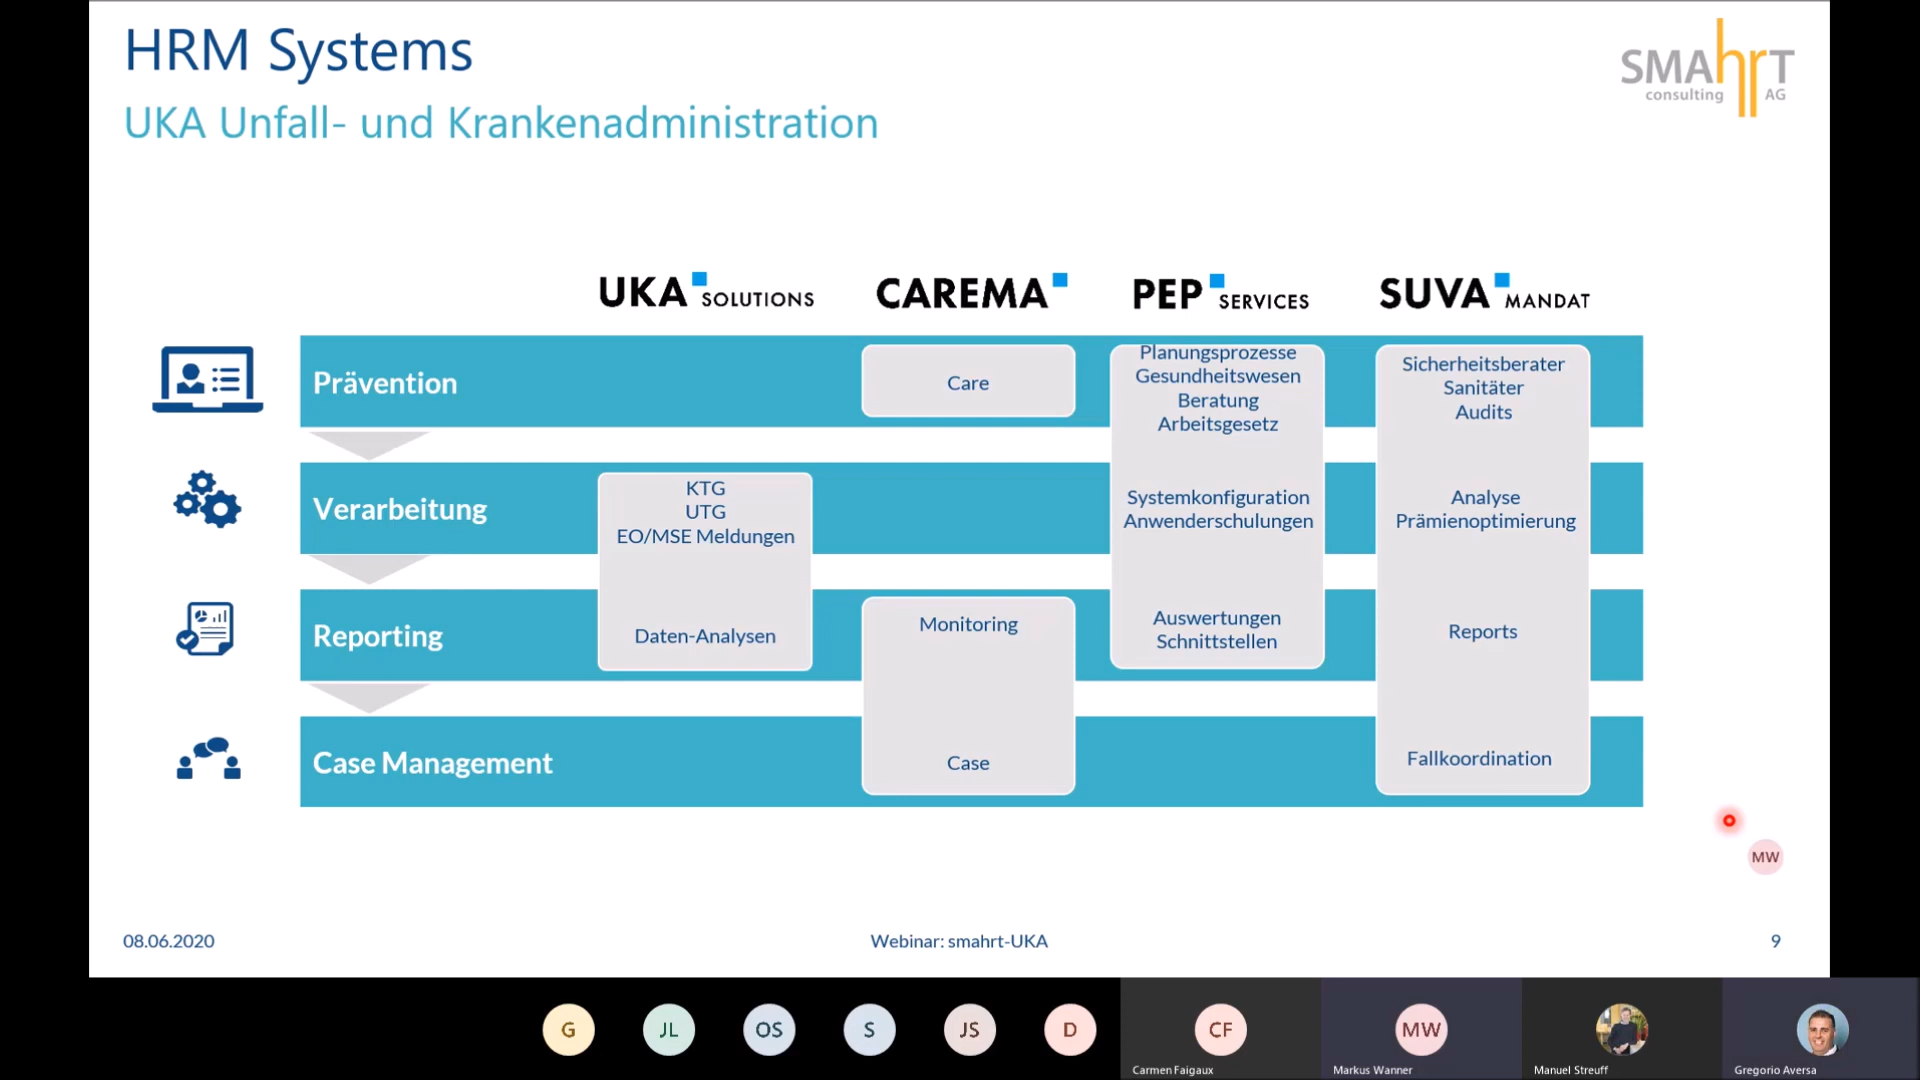 HRM Systems
UKA Unfall- und Krankenadministration
SMAhrT
consulting AG
UKA SOLUTIONS
CAREMA
PEP SERVICES
SUVA MANDAT
Prävention
Care
Planungsprozesse
Gesundheitswesen
Beratung
Arbeitsgesetz
Sicherheitsberater
Sanitäter
Audits
Verarbeitung
KTG
UTG
EO/MSE Meldungen
Systemkonfiguration
Anwenderschulungen
Analyse
Prämienoptimierung
Reporting
Daten-Analysen
Monitoring
Auswertungen
Schnittstellen
Reports
Case Management
Case
Fallkoordination
MW
08.06.2020
Webinar: smahrt-UKA
9
G
JL
OS
S
JS
D
CF
MW
Carmen Faigaux
Markus Wanner
Manuel Streuff
Gregorio Aversa